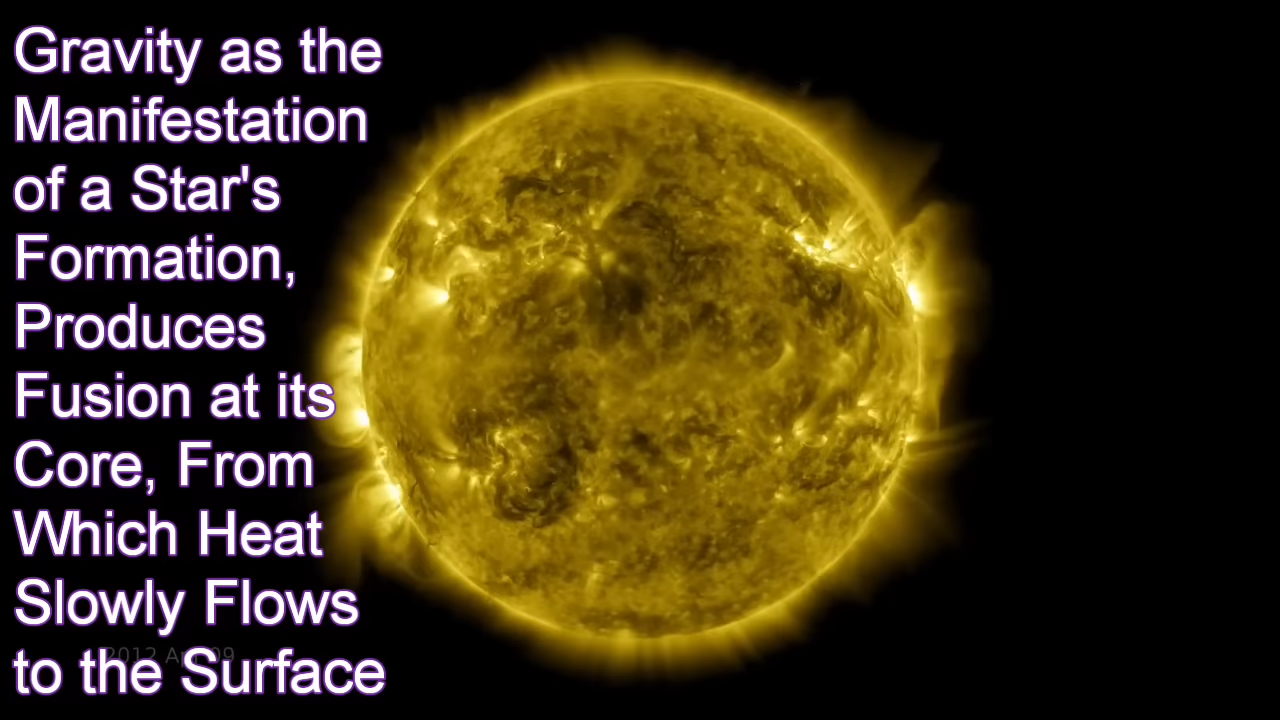 Gravity as the
Manifestation
of a Star's
Formation,
Produces
Fusion at its
Core, From
Which Heat
Slowly Flows
to the Surface
2012